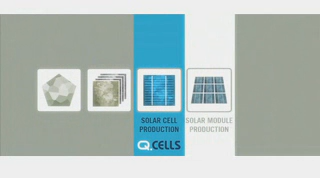 SOLAR CELL
PRODUCTION
SOLAR MODULE
PRODUCTION
Q.CELLS